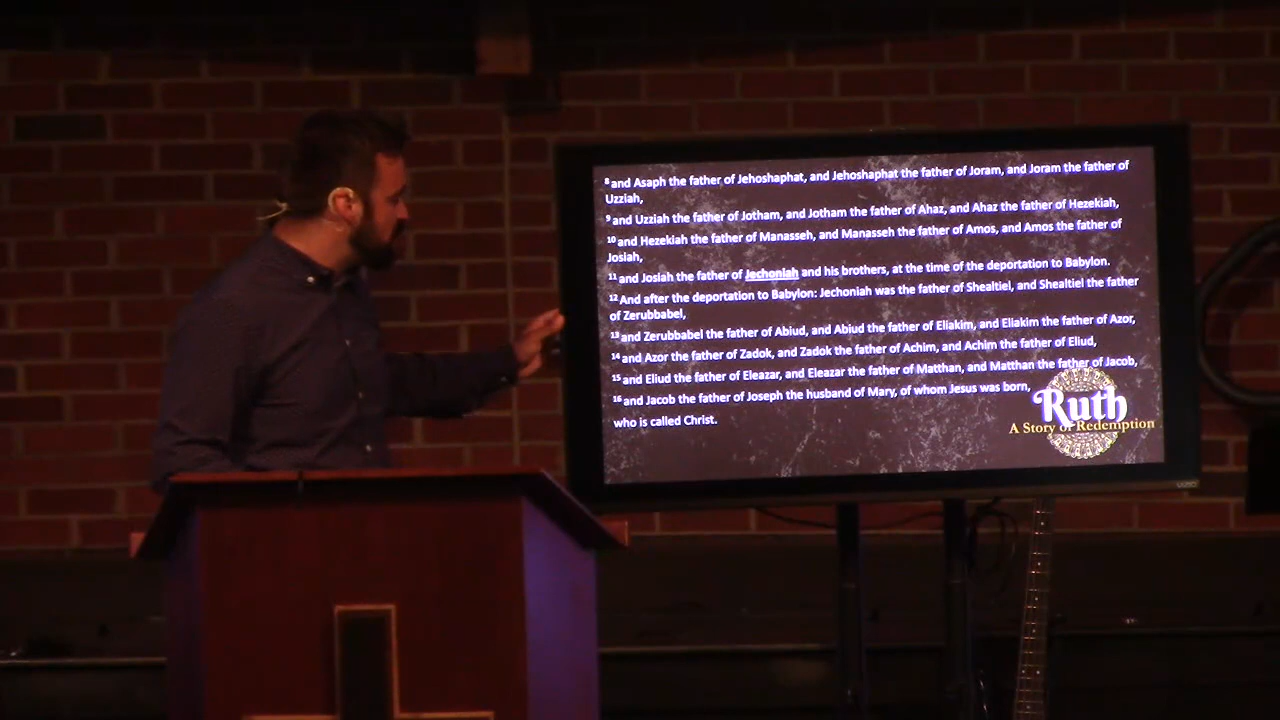 8 and Asaph the father of Jehoshaphat, and Jehoshaphat the father of Joram, and Joram the father of
Uzziah,
9 and Uzziah the father of Jotham, and Jotham the father of Ahaz, and Ahaz the father of Hezekiah,
10 and Hezekiah the father of Manasseh, and Manasseh the father of Amos, and Amos the father of
Josiah,
11 and Josiah the father of Jechoniah and his brothers, at the time of the deportation to Babylon.
12 And after the deportation to Babylon: Jechoniah was the father of Shealtiel, and Shealtiel the father
of Zerubbabel,
13 and Zerubbabel the father of Abiud, and Abiud the father of Eliakim, and Eliakim the father of Azor,
14 and Azor the father of Zadok, and Zadok the father of Achim, and Achim the father of Eliud,
15 and Eliud the father of Eleazar, and Eleazar the father of Matthan, and Matthan the father of Jacob,
16 and Jacob the father of Joseph the husband of Mary, of whom Jesus was born,
who is called Christ.
Ruth
A Story of Redemption
VIZIO